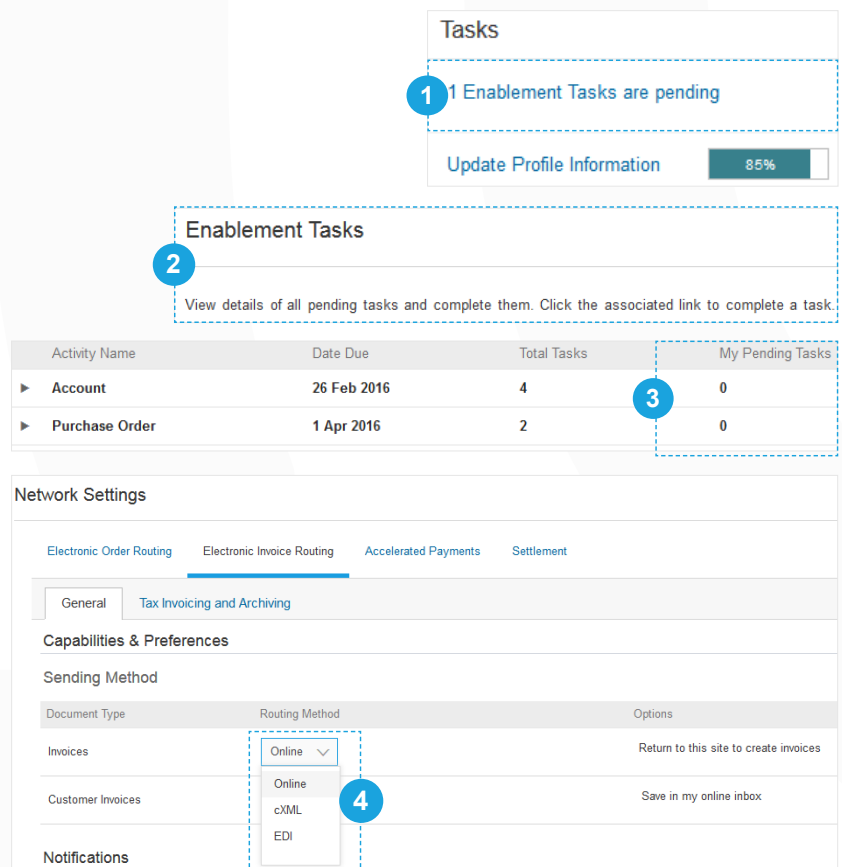 Tasks
1
1 Enablement Tasks are pending
Update Profile Information 85%
Enablement Tasks
2
View details of all pending tasks and complete them. Click the associated link to complete a task.
Activity Name Date Due Total Tasks My Pending Tasks
Account 26 Feb 2016 4 0
3
Purchase Order 1 Apr 2016 2 0
Network Settings
Electronic Order Routing Electronic Invoice Routing Accelerated Payments Settlement
General Tax Invoicing and Archiving
Capabilities & Preferences
Sending Method
Document Type Routing Method Options
Invoices Online Return to this site to create invoices
Online
Customer Invoices 4 Save in my online inbox
cXML
EDI
Notifications